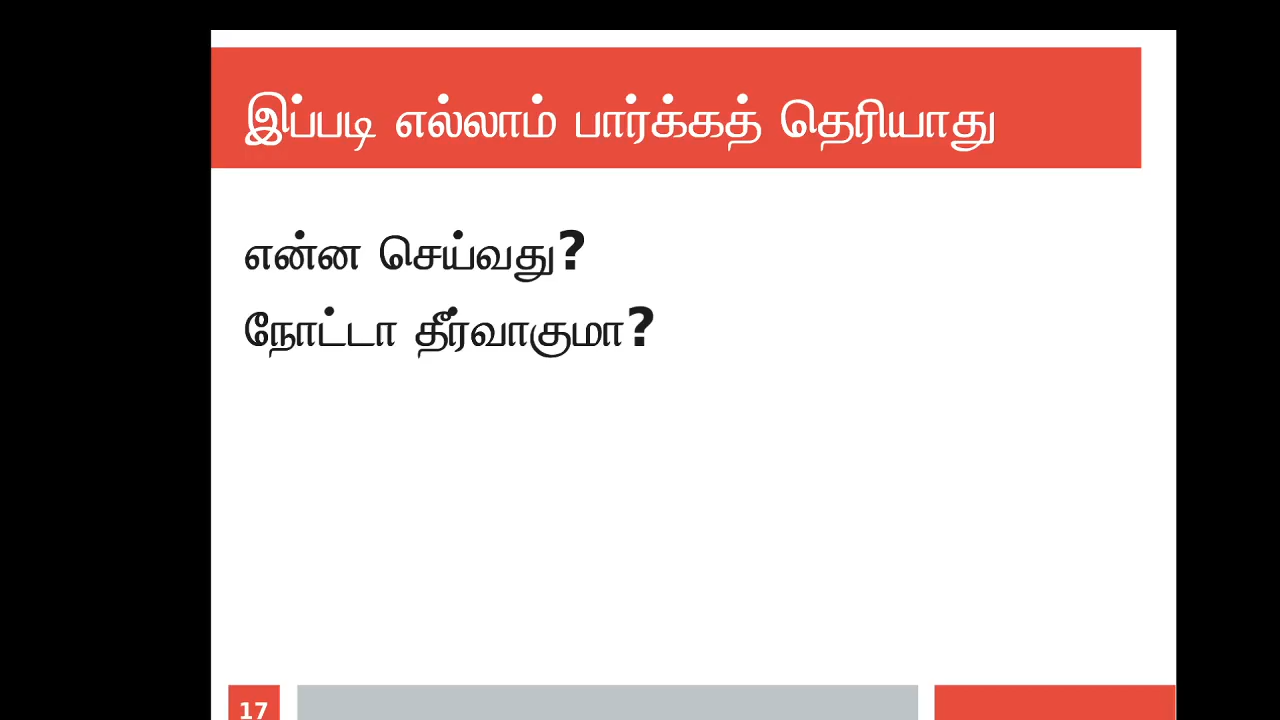 இப்படி எல்லாம் பார்க்கத் தெரியாது
என்ன செய்வது?
நோட்டா தீர்வாகுமா?
17